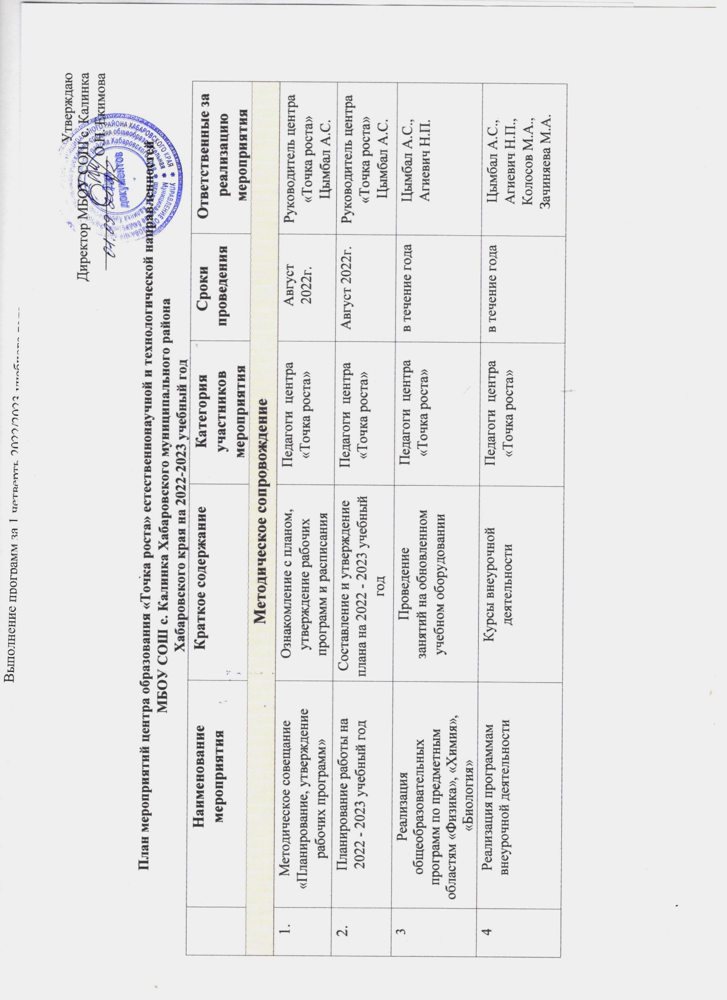 Выполнение программ за 1 четверть 2022/2023 учебного года
Утверждаю
Директор МБОУ СОШ с. Калинка
О.Н. Якимова
01.09
Для
документов
План мероприятий центра образования «Точка роста» естественнонаучной и технологической направленностей
МБОУ СОШ с. Калинка Хабаровского муниципального района
Хабаровского края на 2022-2023 учебный год
Наименование
мероприятия
Краткое содержание
Категория
участников
мероприятия
Сроки
проведения
Ответственные за
реализацию
мероприятия
Методическое сопровождение
1.
Методическое совещание
«Планирование, утверждение
рабочих программ»
Ознакомление с планом,
утверждение рабочих
программ и расписания
Педагоги центра
«Точка роста»
Август
2022г.
Руководитель центра
«Точка роста»
Цымбал А.С.
2.
Планирование работы на
2022 - 2023 учебный год
Составление и утверждение
плана на 2022 - 2023 учебный
год
Педагоги центра
«Точка роста»
Август 2022г.
Руководитель центра
«Точка роста»
Цымбал А.С.
3
Реализация
общеобразовательных
программ по предметным
областям «Физика», «Химия»,
«Биология»
Проведение
занятий на обновленном
учебном оборудовании
Педагоги центра
«Точка роста»
в течение года
Цымбал А.С.,
Агиевич Н.П.
4
Реализация программам
внеурочной деятельности
Курсы внеурочной
деятельности
Педагоги центра
«Точка роста»
в течение года
Цымбал А.С.,
Агиевич Н.П.,
Колосов М.А.,
Зачиняева М.А.